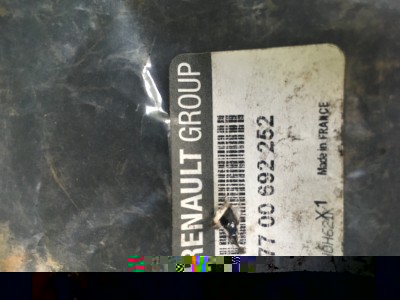 RENAULT GROUP
77 00 692 252
X1
Made in FRANCE